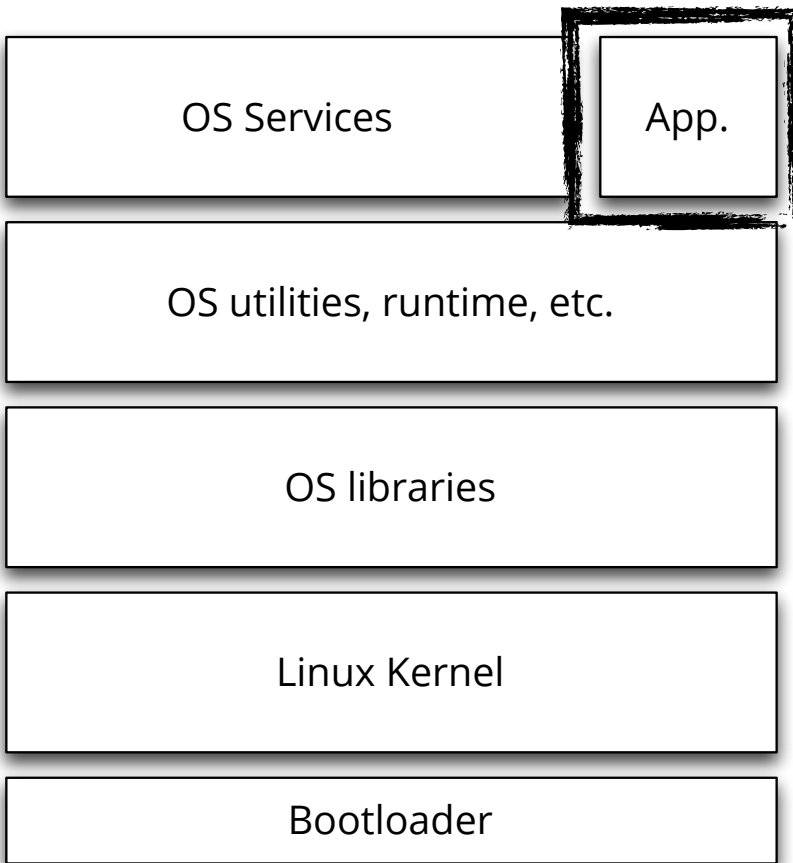 OS Services
App.
OS utilities, runtime, etc.
OS libraries
Linux Kernel
Bootloader